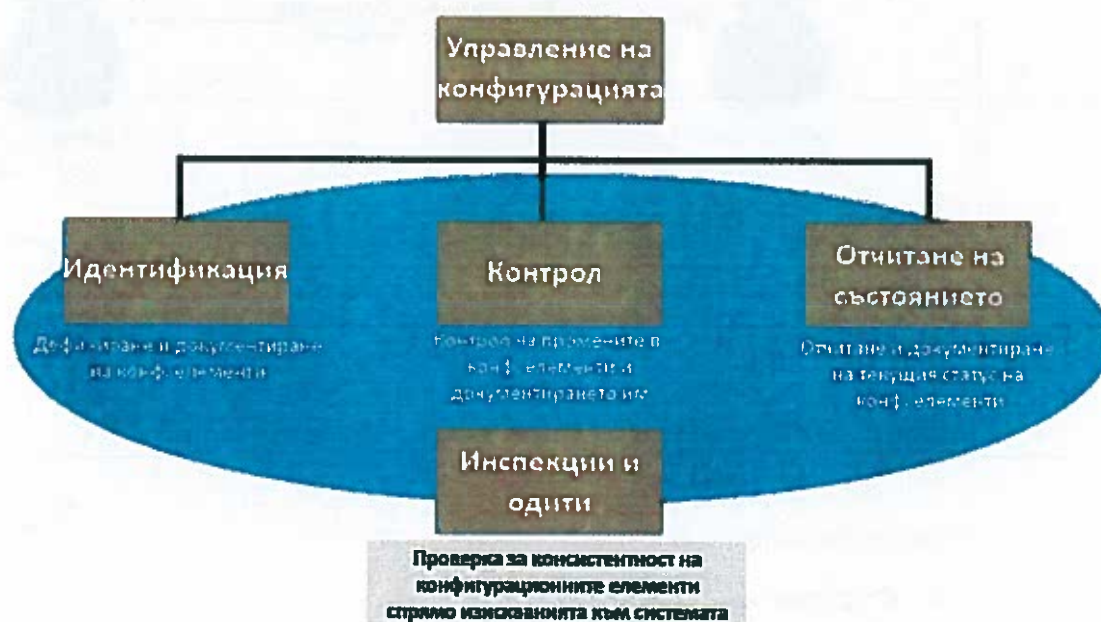 Управление на
конфигурацията
Идентификация
Дефиниране и документиране
на конф. елементи
Контрол
Контрол на промените в
конф. елементи и
документирането им
Отчитане на
състоянието
Отчитане и документиране
на текущия статус на
конф. елементи
Инспекции и
одити
Проверка за консистентност на
конфигурационните елементи
спрямо изискванията към системата